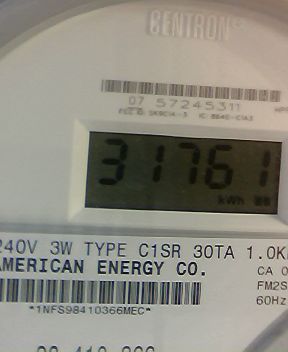 CENTRON®
07 57245311
31761
kWh
240V 3W TYPE C1SR 30TA 1.0K
AMERICAN ENERGY CO.
CA 0
FM2S
*1NFS98410366MEC*
60Hz